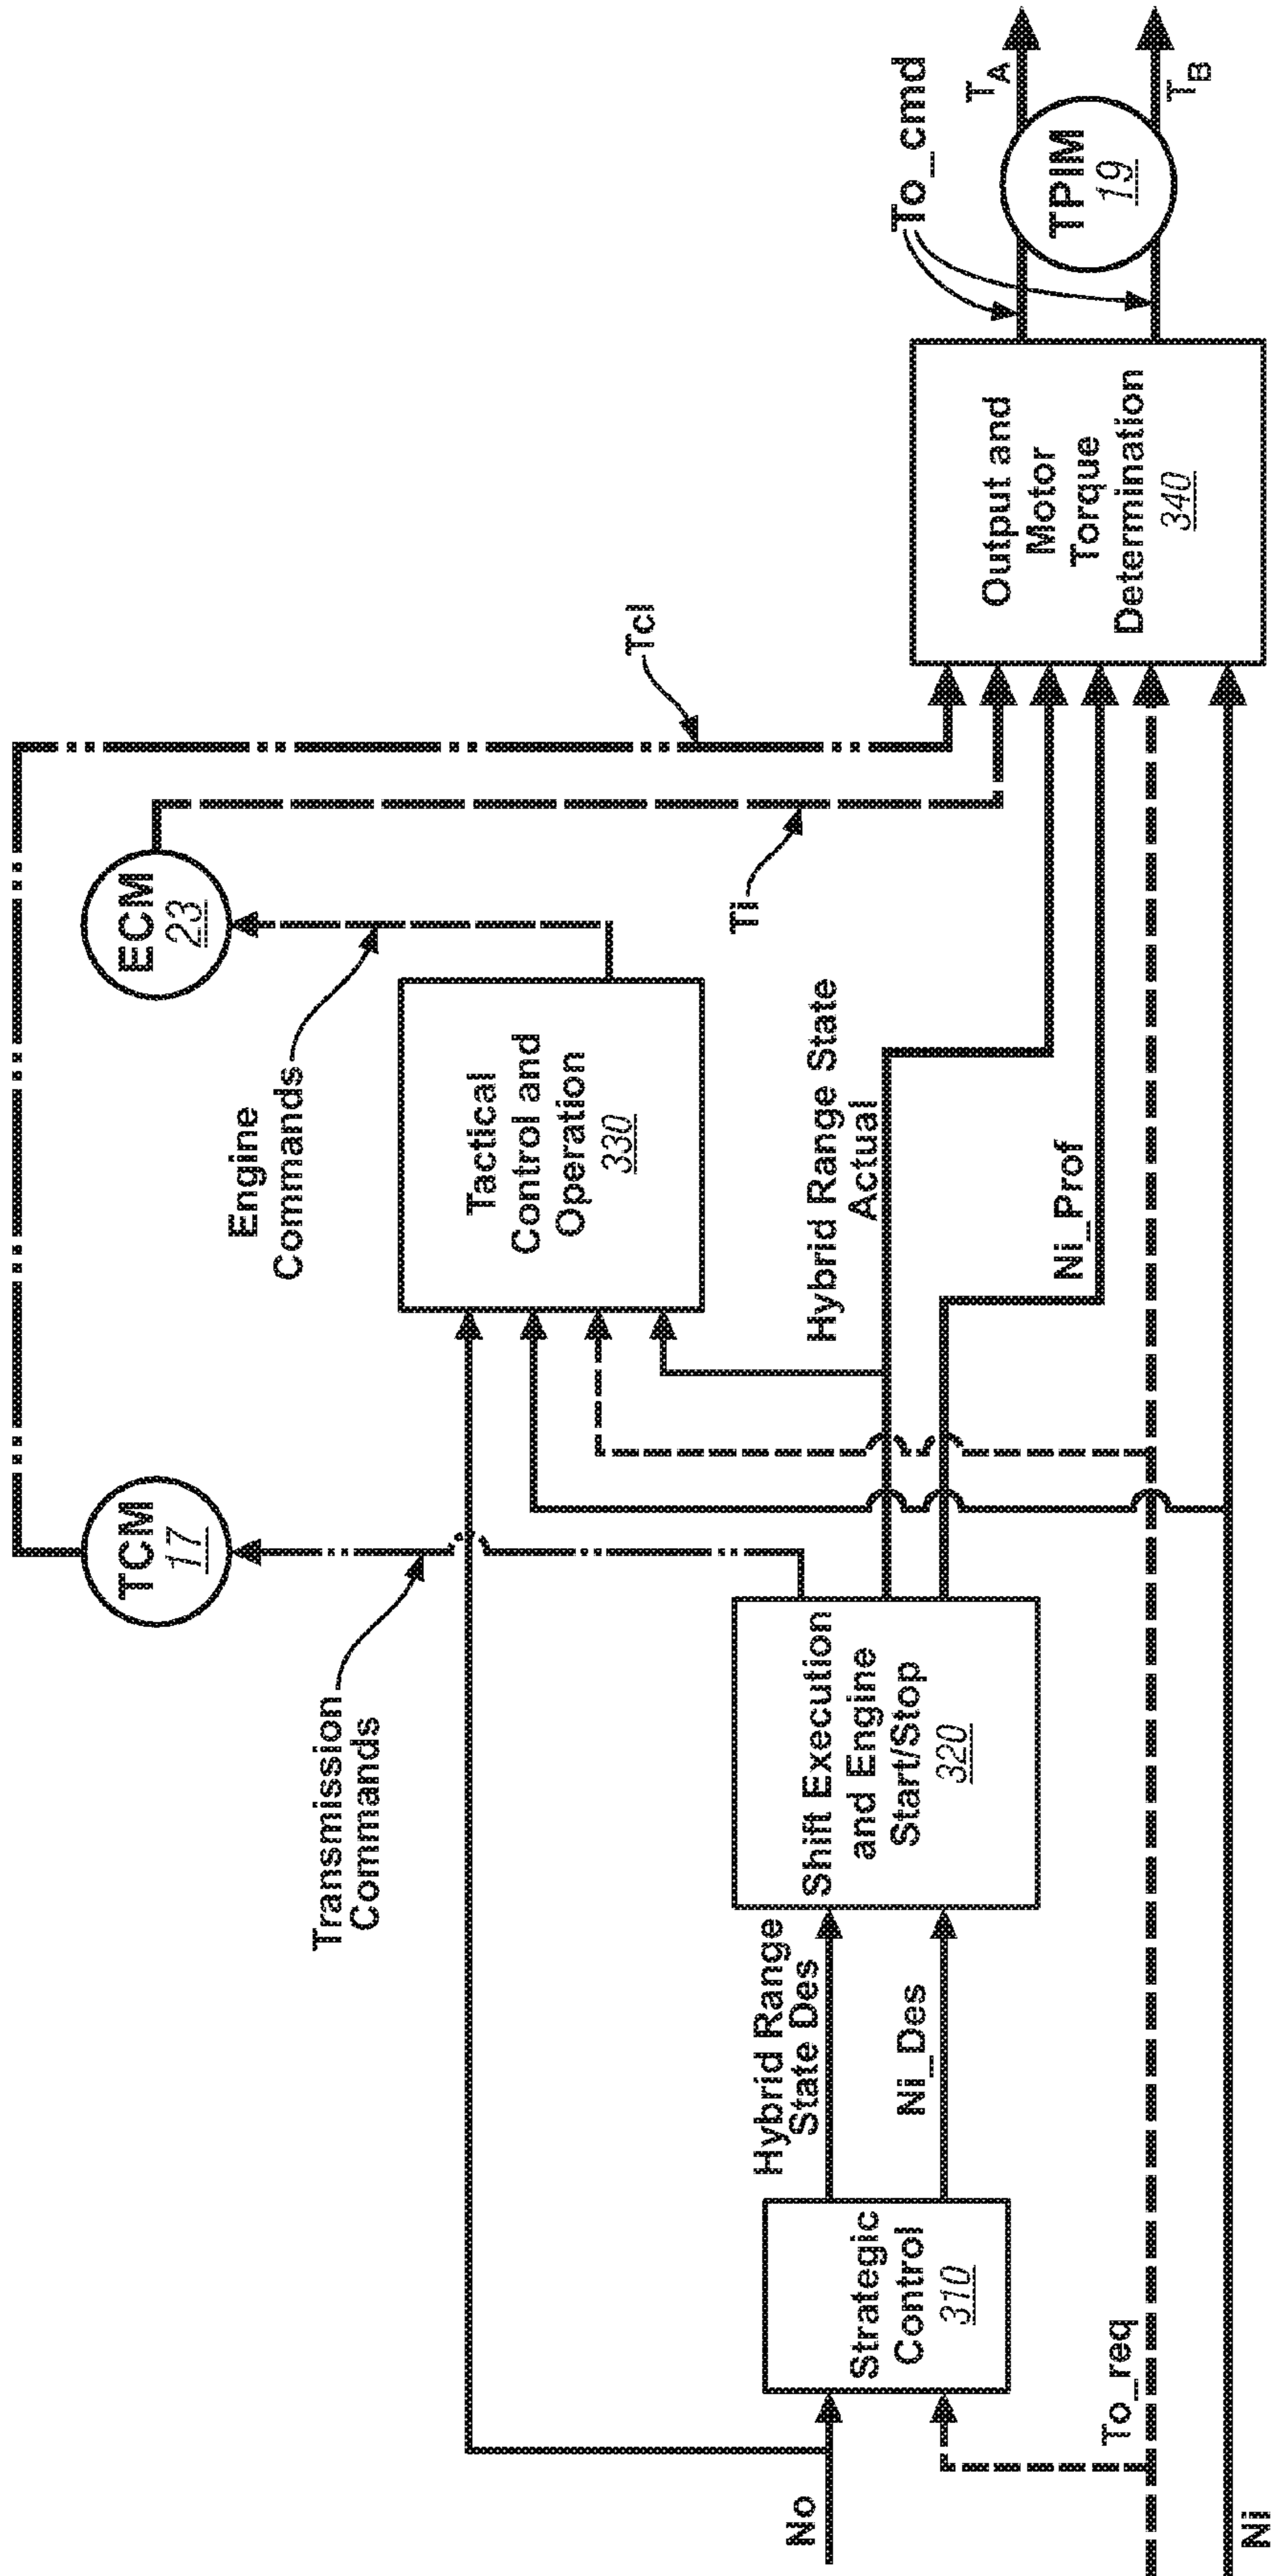 TCM
17
ECM
23
Transmission
Commands
Engine
Commands
Tactical
Control and
Operation
330
Tcl
Ti
Hybrid Range
State Des
Ni_Des
Shift Execution
and Engine
Start/Stop
320
Hybrid Range State
Actual
Ni_Prof
Strategic
Control
310
No
To_req
Ni
Output and
Motor
Torque
Determination
340
To_cmd
TPIM
19
TA
TB